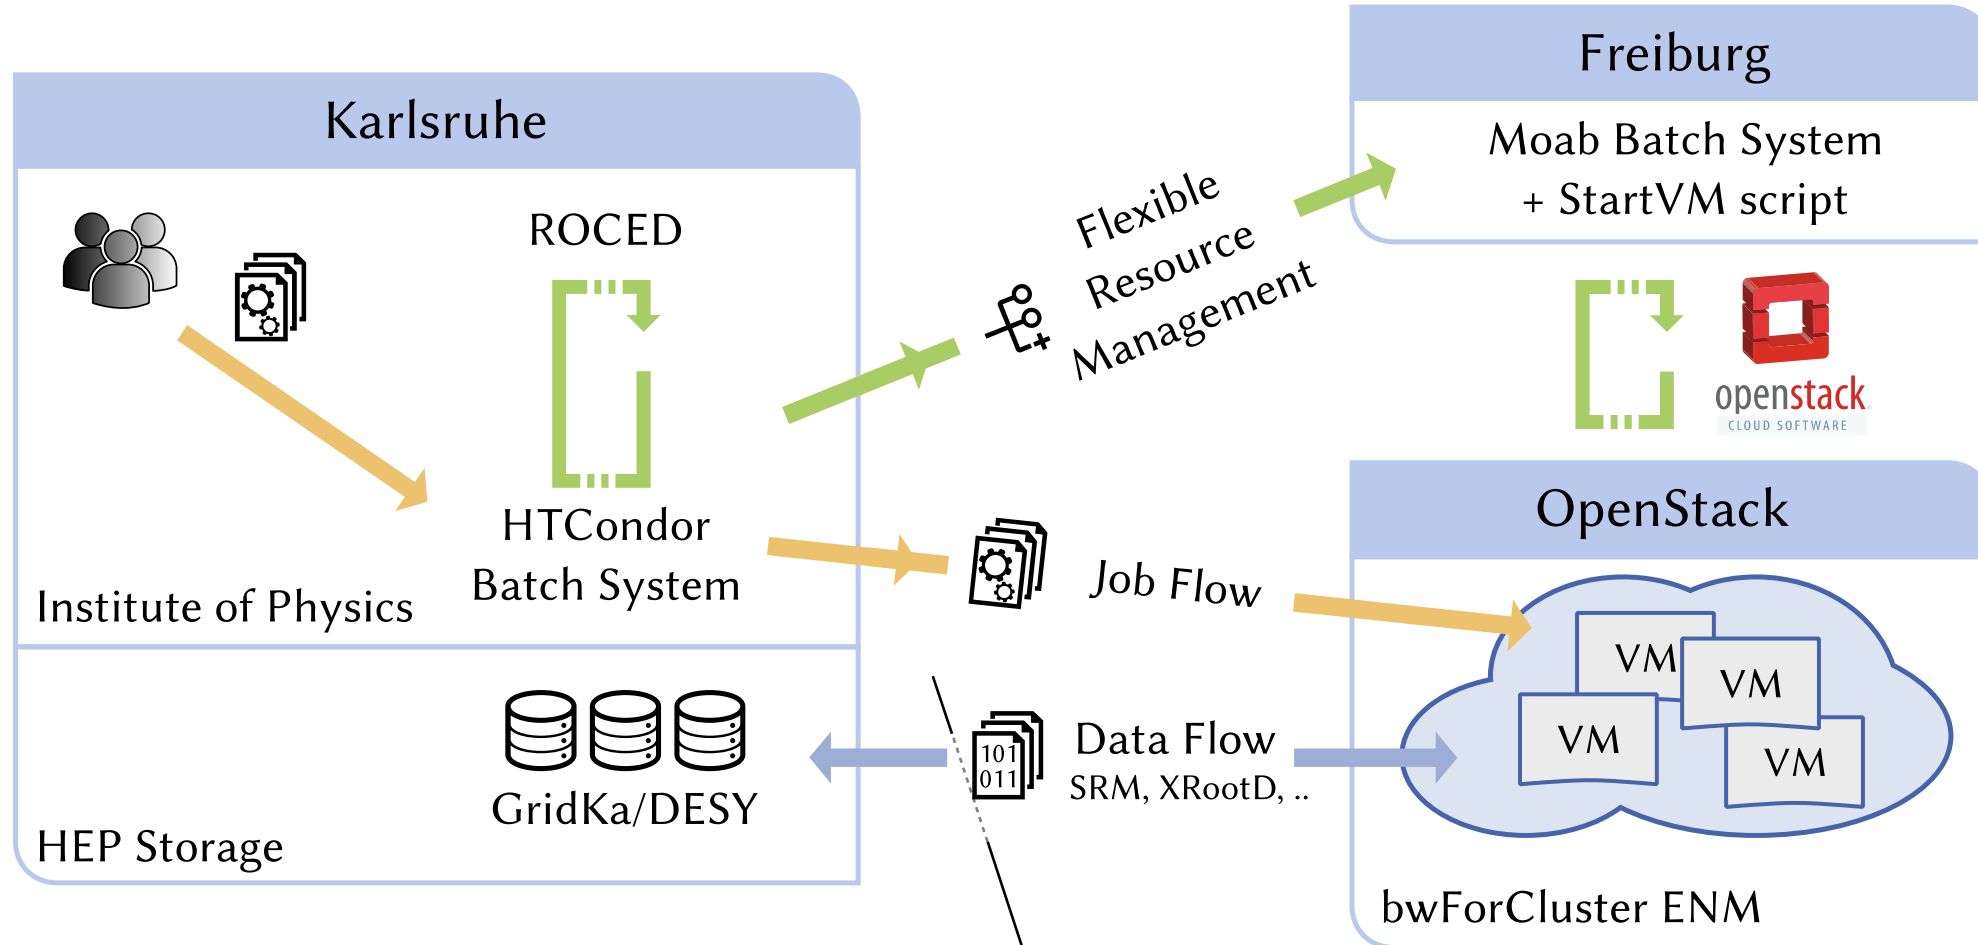 Karlsruhe
ROCED
HTCondor
Batch System
Institute of Physics
GridKa/DESY
HEP Storage
Flexible
Resource
Management
Job Flow
101
011
Data Flow
SRM, XRootD, ..
Freiburg
Moab Batch System
+ StartVM script
openstack
CLOUD SOFTWARE
OpenStack
VM
VM
VM
VM
bwForCluster ENM